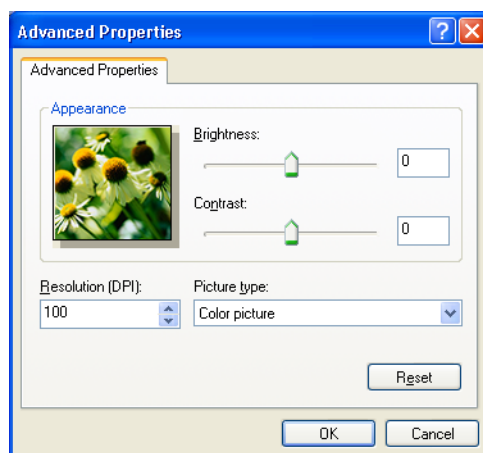 Advanced Properties
Advanced Properties
Appearance
Brightness:
0
Contrast:
0
Resolution (DPI):
100
Picture type:
Color picture
Reset
OK
Cancel